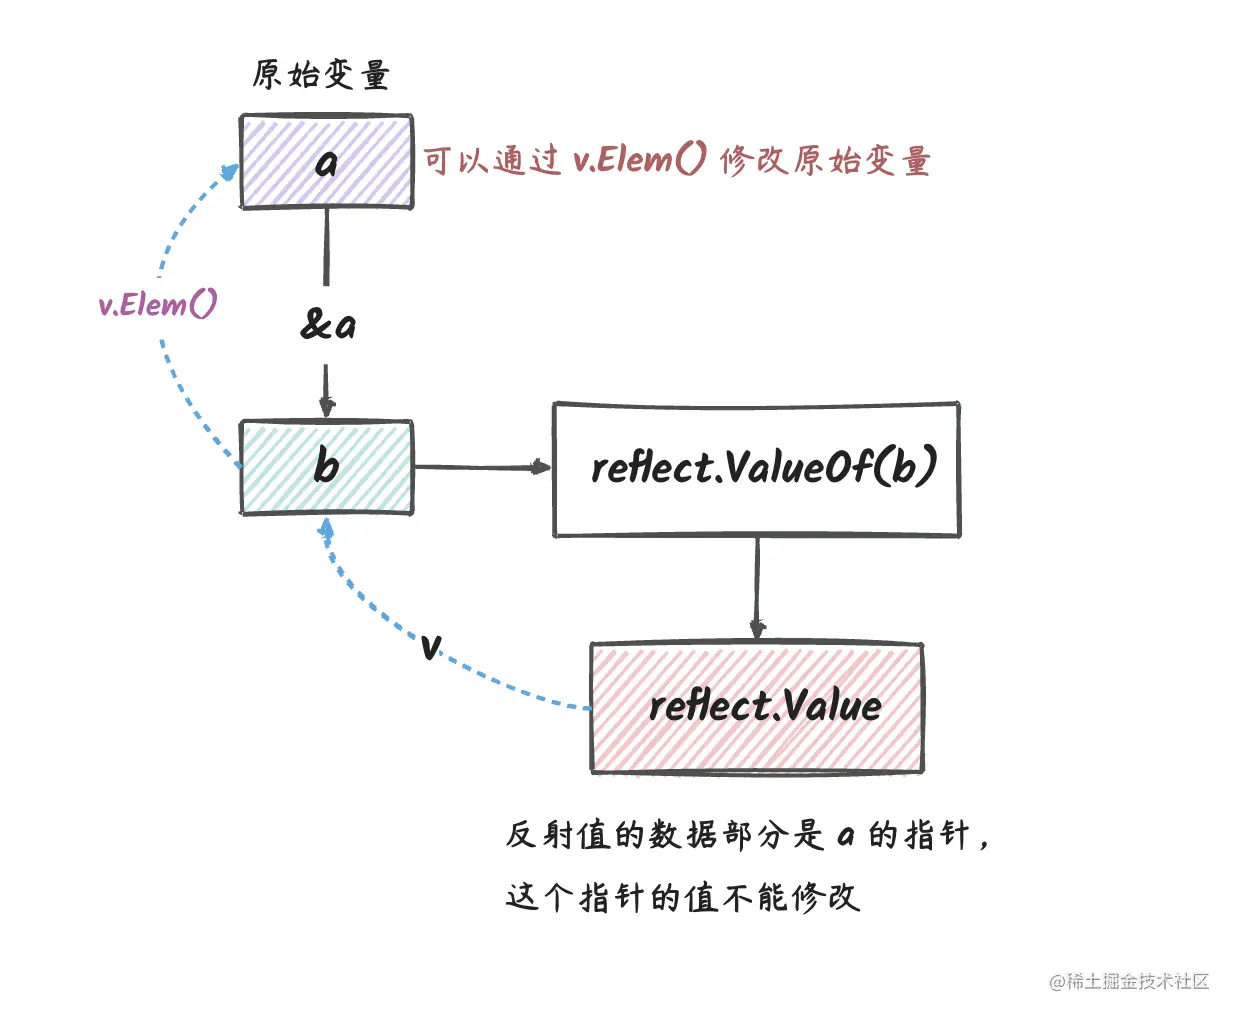 原始变量
a
可以通过 v.Elem() 修改原始变量
v.Elem()
&a
b
reflect.ValueOf(b)
v
reflect.Value
反射值的数据部分是 a 的指针，
这个指针的值不能修改
@稀土掘金技术社区